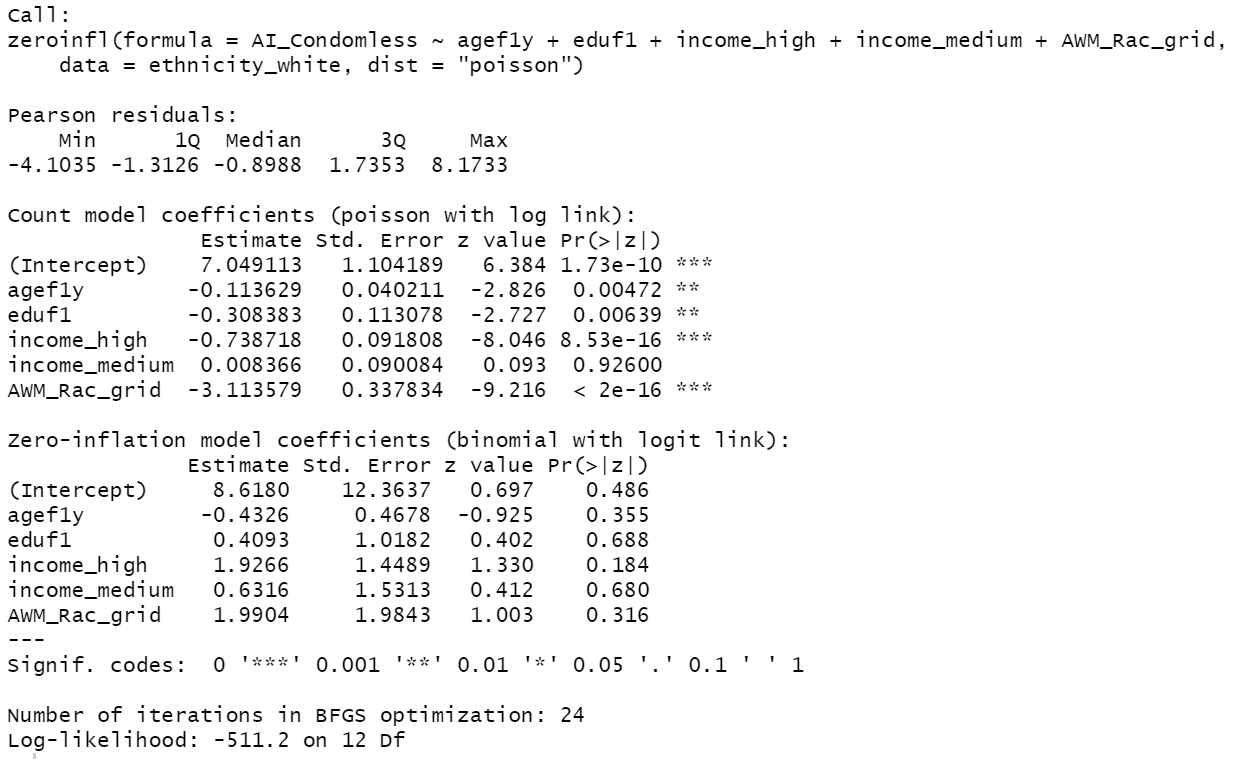 Call:
zeroinfl(formula = AI_Condomless ~ agef1y + eduf1 + income_high + income_medium + AWM_Rac_grid,
    data = ethnicity_white, dist = "poisson")

Pearson residuals:
    Min      1Q  Median      3Q     Max
-4.1035 -1.3126 -0.8988  1.7353  8.1733

Count model coefficients (poisson with log link):
               Estimate Std. Error z value Pr(>|z|)
(Intercept)    7.049113   1.104189   6.384 1.73e-10 ***
agef1y        -0.113629   0.040211  -2.826  0.00472 **
eduf1         -0.308383   0.113078  -2.727  0.00639 **
income_high   -0.738718   0.091808  -8.046 8.53e-16 ***
income_medium  0.008366   0.090084   0.093  0.92600
AWM_Rac_grid  -3.113579   0.337834  -9.216  < 2e-16 ***

Zero-inflation model coefficients (binomial with logit link):
              Estimate Std. Error z value Pr(>|z|)
(Intercept)     8.6180    12.3637   0.697    0.486
agef1y         -0.4326     0.4678  -0.925    0.355
eduf1           0.4093     1.0182   0.402    0.688
income_high     1.9266     1.4489   1.330    0.184
income_medium   0.6316     1.5313   0.412    0.680
AWM_Rac_grid    1.9904     1.9843   1.003    0.316
---
Signif. codes:  0 '***' 0.001 '**' 0.01 '*' 0.05 '.' 0.1 ' ' 1

Number of iterations in BFGS optimization: 24
Log-likelihood: -511.2 on 12 Df